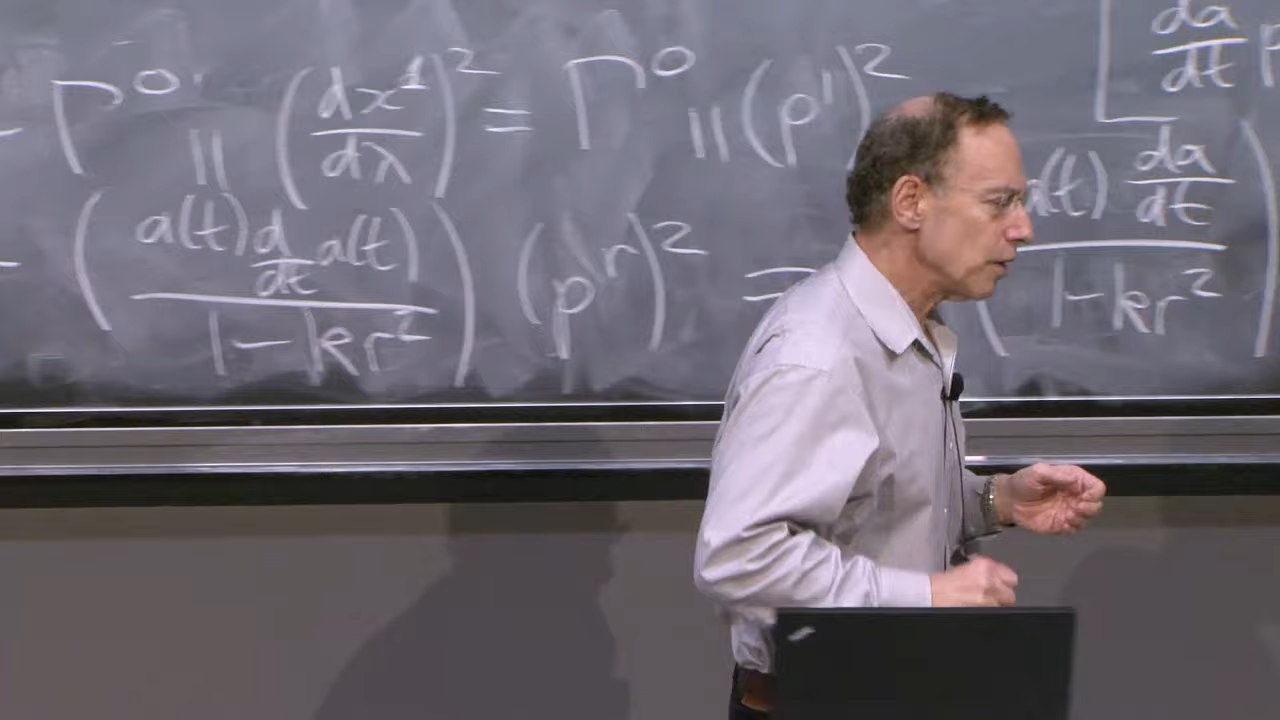 da
dt p
- Γ⁰₁₁ (dx¹/dλ)² = Γ⁰₁₁ (p¹)²
- (a(t) d/dt a(t) / 1-kr²) (pʳ)² = (a(t) da/dt / 1-kr²)